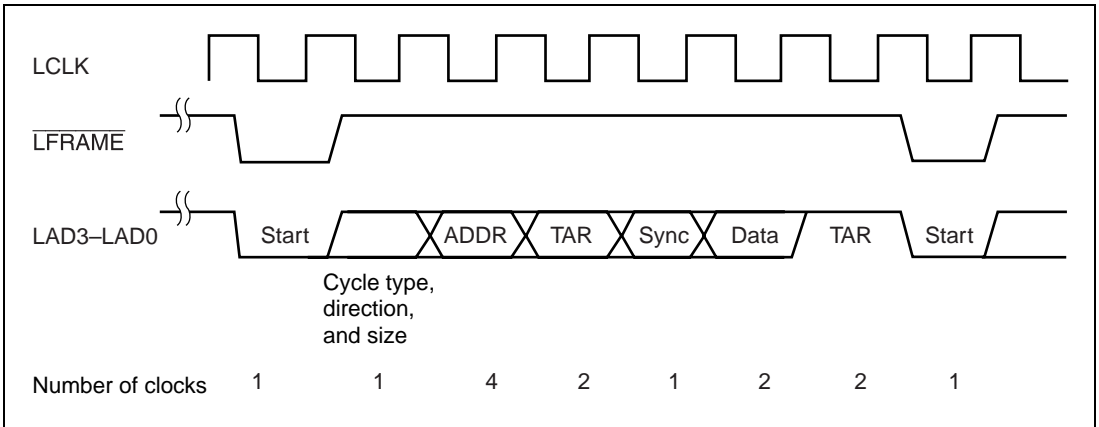 LCLK
LFRAME
LAD3–LAD0
Start
ADDR
TAR
Sync
Data
TAR
Start
Cycle type,
direction,
and size
Number of clocks 1 1 4 2 1 2 2 1